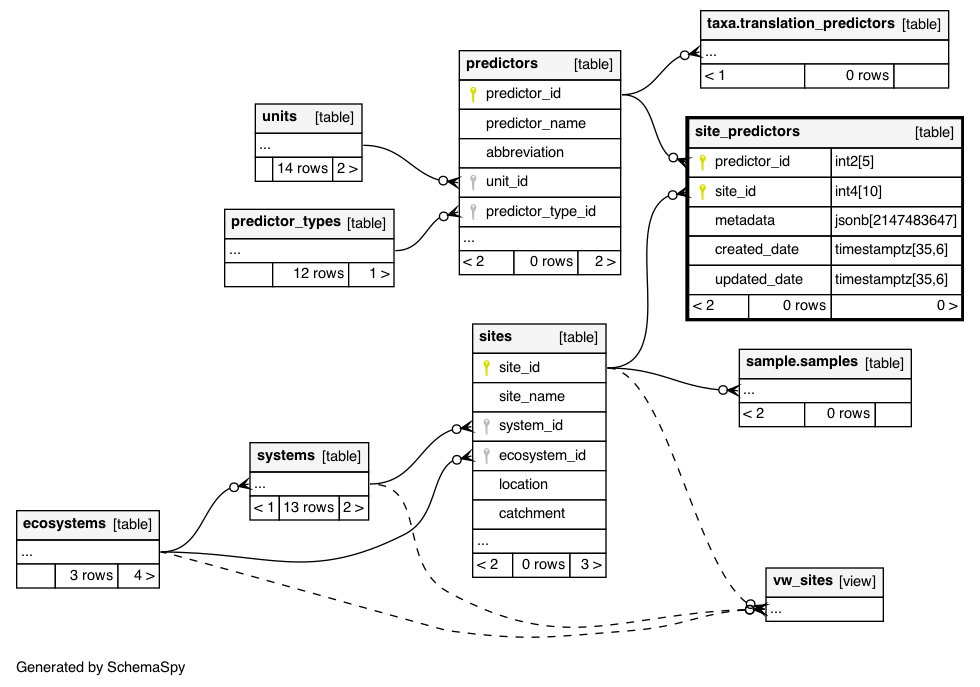 taxa.translation_predictors [table]
...
< 1 0 rows
predictors [table]
predictor_id
predictor_name
abbreviation
unit_id
predictor_type_id
...
< 2 0 rows 2 >
units [table]
...
14 rows 2 >
site_predictors [table]
predictor_id int2[5]
site_id int4[10]
metadata jsonb[2147483647]
created_date timestamptz[35,6]
updated_date timestamptz[35,6]
< 2 0 rows 0 >
predictor_types [table]
...
12 rows 1 >
sites [table]
site_id
site_name
system_id
ecosystem_id
location
catchment
...
< 2 0 rows 3 >
sample.samples [table]
...
< 2 0 rows
systems [table]
...
< 1 13 rows 2 >
ecosystems [table]
...
3 rows 4 >
vw_sites [view]
...
Generated by SchemaSpy